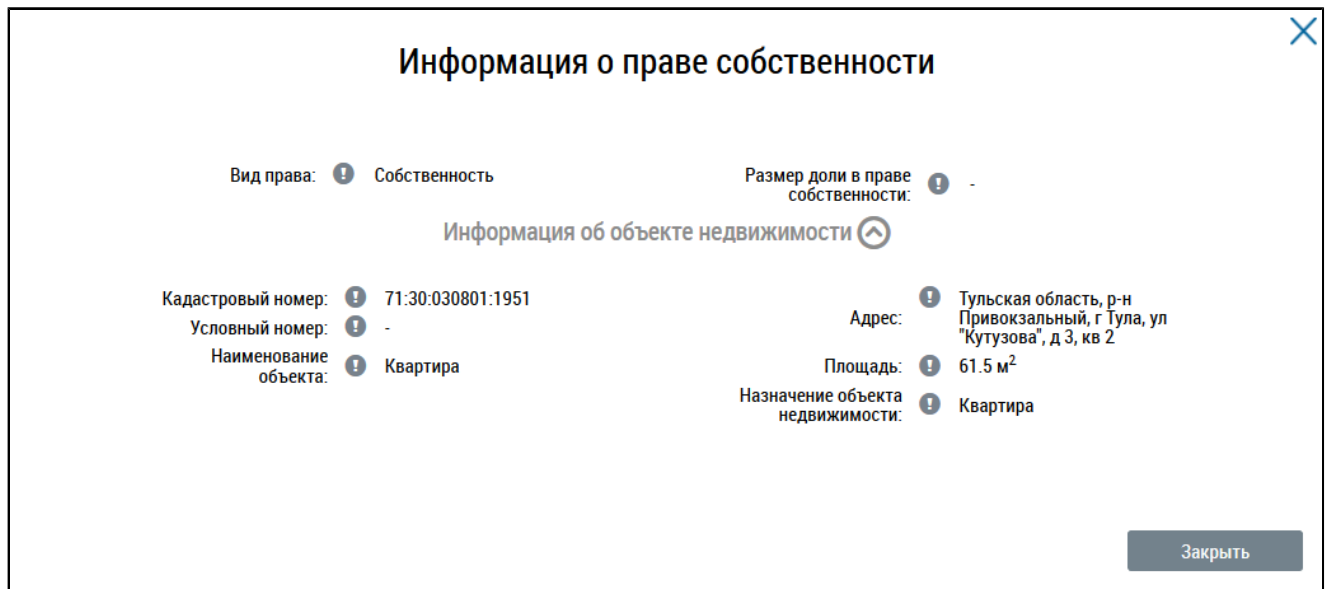 Информация о праве собственности
Вид права: Собственность
Размер доли в праве
собственности: -
Информация об объекте недвижимости
Кадастровый номер: 71:30:030801:1951
Условный номер: -
Наименование
объекта: Квартира
Адрес: Тульская область, р-н
Привокзальный, г Тула, ул
"Кутузова", д 3, кв 2
Площадь: 61.5 м²
Назначение объекта
недвижимости: Квартира
Закрыть